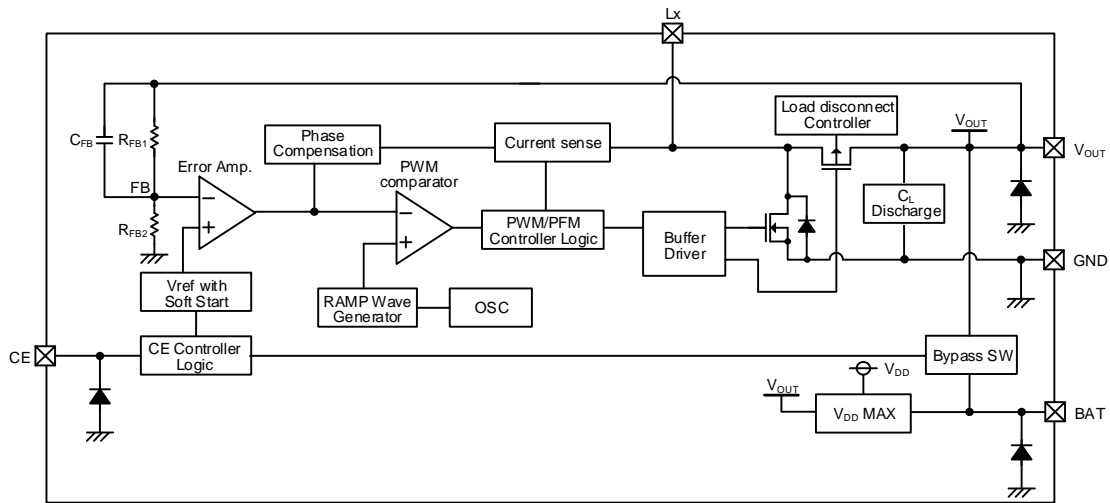 Lx
Load disconnect
Controller
VOUT
VOUT
CFB
RFB1
Phase
Compensation
Current sense
Error Amp.
PWM
comparator
FB
CL
Discharge
RFB2
PWM/PFM
Controller Logic
Buffer
Driver
GND
Vref with
Soft Start
RAMP Wave
Generator
OSC
CE
CE Controller
Logic
Bypass SW
VDD
VOUT
VDD MAX
BAT